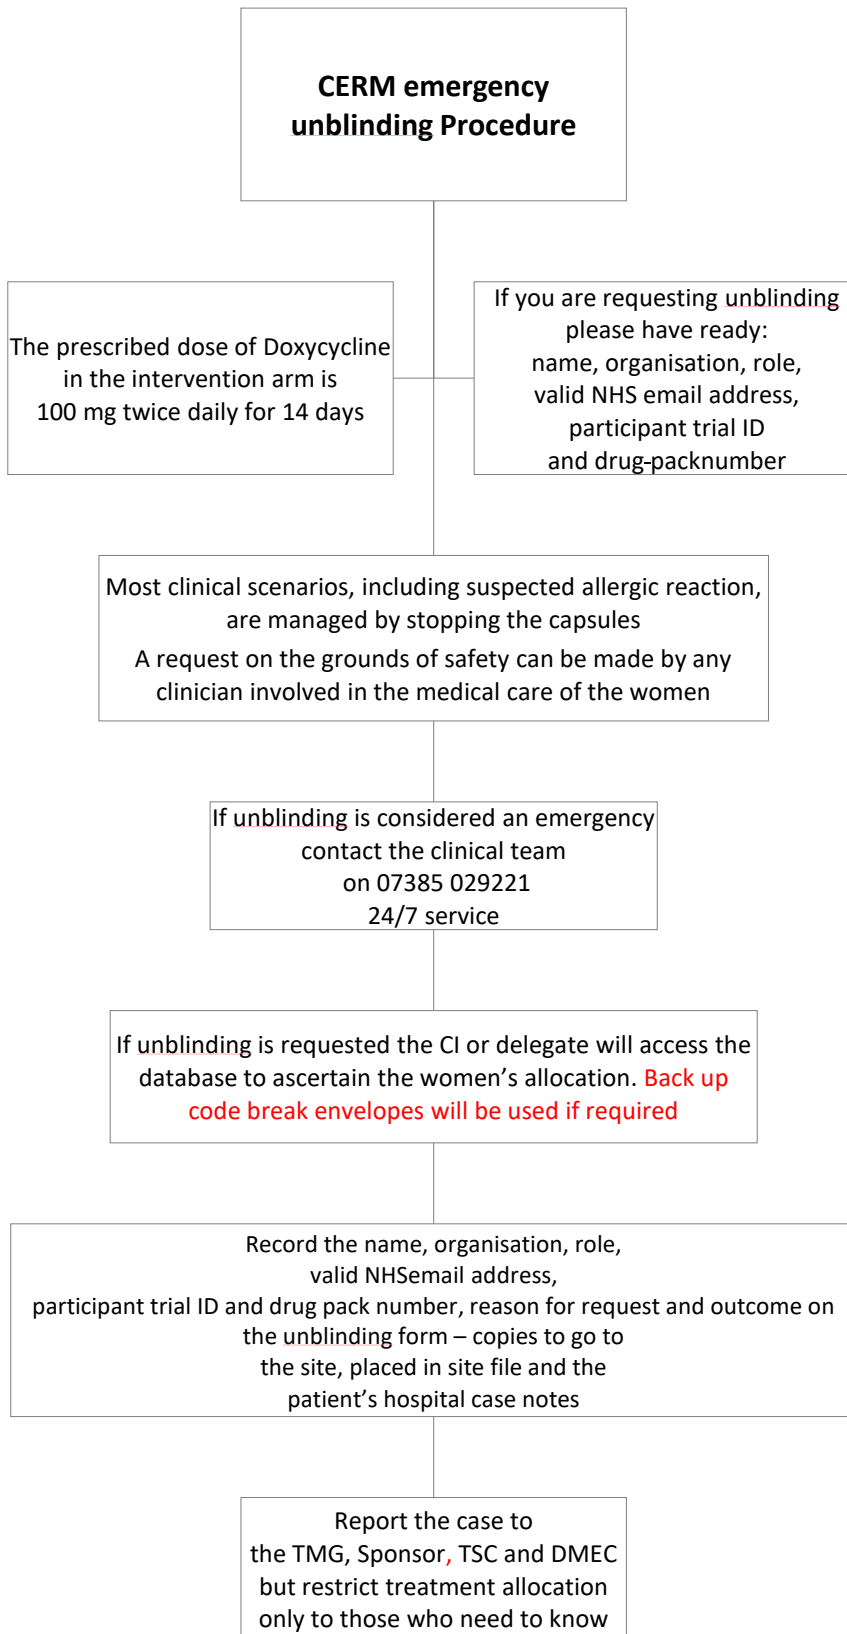 CERM emergency
unblinding Procedure
The prescribed dose of Doxycycline
in the intervention arm is
100 mg twice daily for 14 days
If you are requesting unblinding
please have ready:
name, organisation, role,
valid NHS email address,
participant trial ID
and drug-packnumber
Most clinical scenarios, including suspected allergic reaction,
are managed by stopping the capsules
A request on the grounds of safety can be made by any
clinician involved in the medical care of the women
If unblinding is considered an emergency
contact the clinical team
on 07385 029221
24/7 service
If unblinding is requested the CI or delegate will access the
database to ascertain the women’s allocation. Back up
code break envelopes will be used if required
Record the name, organisation, role,
valid NHSemail address,
participant trial ID and drug pack number, reason for request and outcome on
the unblinding form – copies to go to
the site, placed in site file and the
patient’s hospital case notes
Report the case to
the TMG, Sponsor, TSC and DMEC
but restrict treatment allocation
only to those who need to know